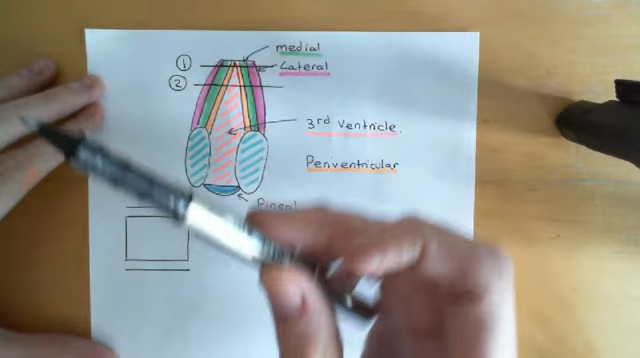 medial
① Lateral
②
3rd Ventricle.
Periventricular
Pineal